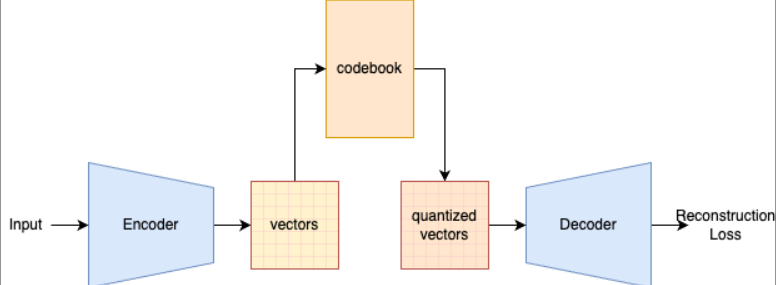 codebook
Input
Encoder
vectors
quantized
vectors
Decoder
Reconstruction
Loss